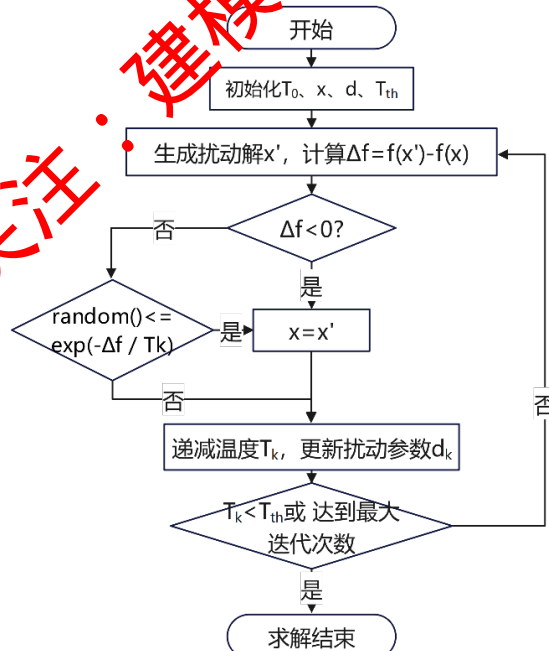 开始
初始化T₀、x、d、Tₜₕ
生成扰动解x'，计算Δf=f(x')-f(x)
Δf<0?
否
是
random()<=
exp(-Δf / Tk)
是
x=x'
否
否
递减温度Tₖ，更新扰动参数dₖ
Tₖ<Tₜₕ或 达到最大
迭代次数
是
求解结束
关注：建模